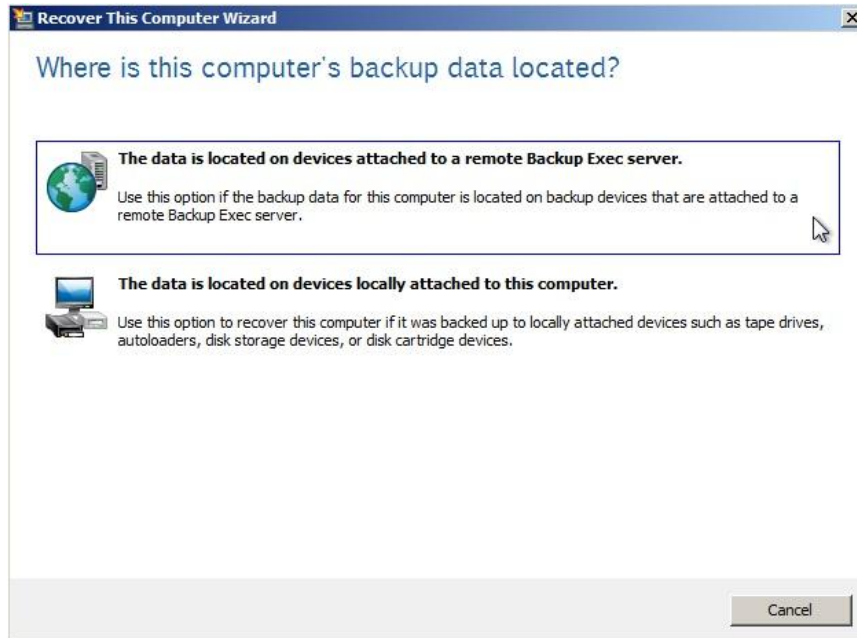 Recover This Computer Wizard
Where is this computer's backup data located?
The data is located on devices attached to a remote Backup Exec server.
Use this option if the backup data for this computer is located on backup devices that are attached to a
remote Backup Exec server.
The data is located on devices locally attached to this computer.
Use this option to recover this computer if it was backed up to locally attached devices such as tape drives,
autoloaders, disk storage devices, or disk cartridge devices.
Cancel